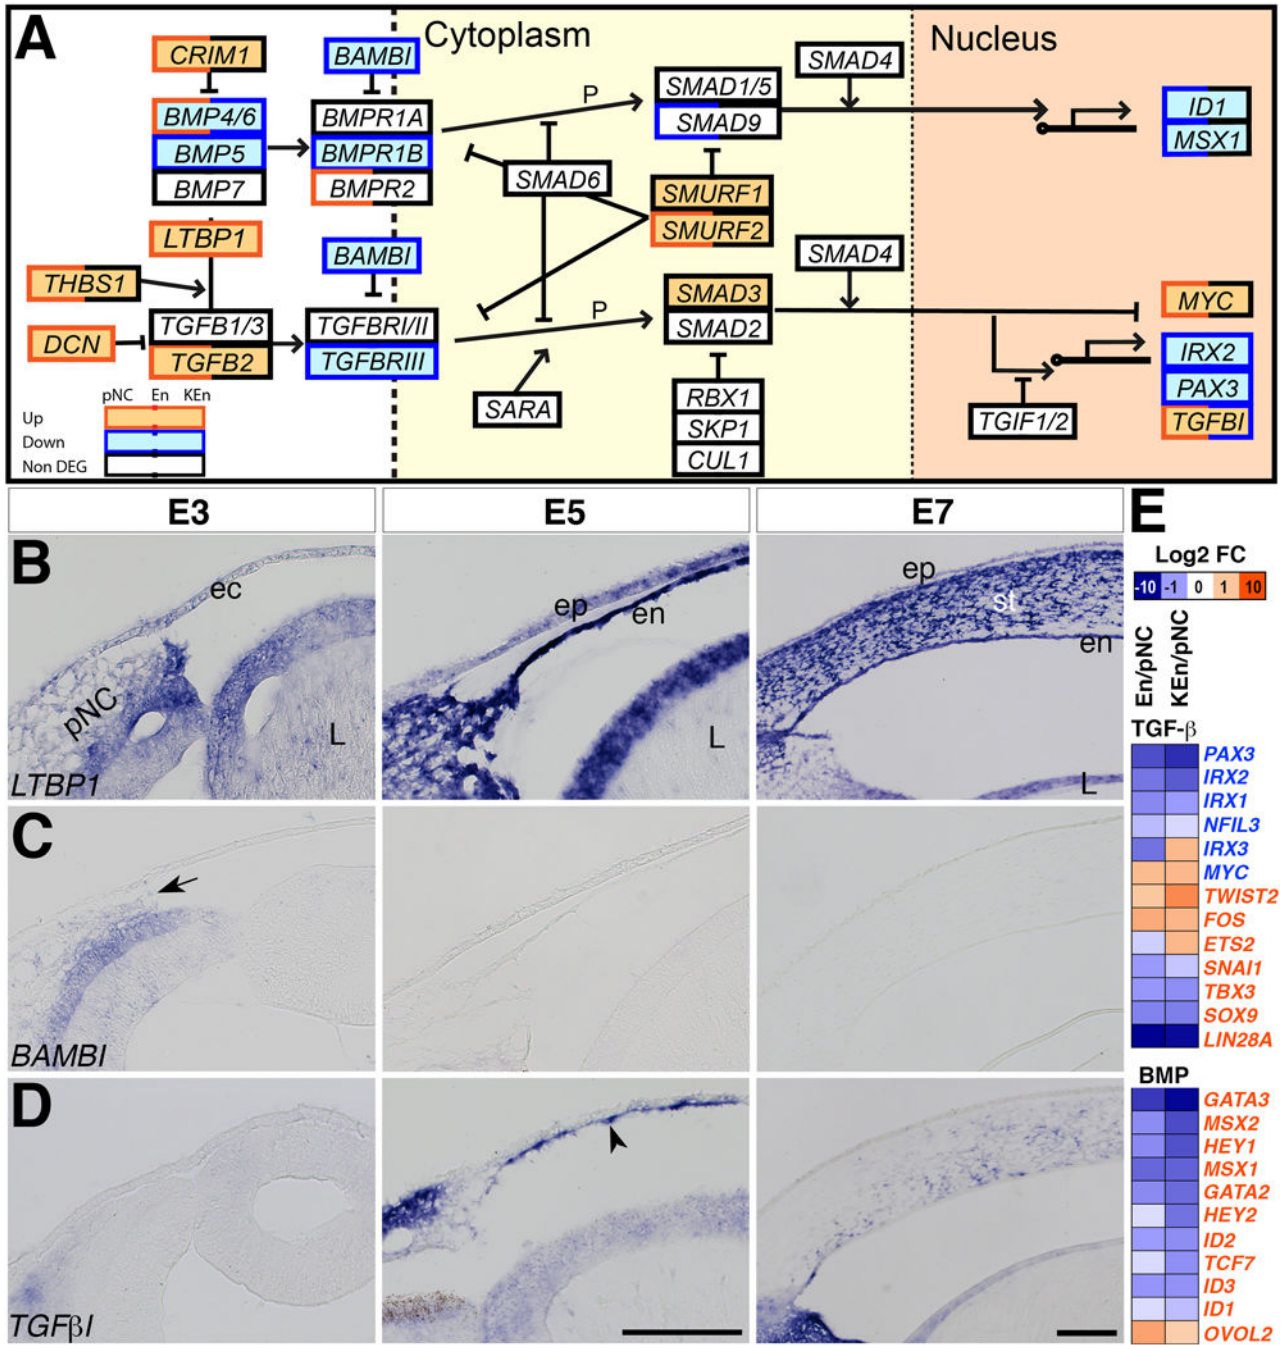 A
Cytoplasm
Nucleus
CRIM1
BAMBI
SMAD4
BMP4/6
BMPR1A
P
SMAD1/5
ID1
BMP5
BMPR1B
SMAD9
MSX1
BMP7
BMPR2
SMAD6
SMURF1
LTBP1
SMURF2
BAMBI
SMAD4
THBS1
SMAD3
MYC
TGFB1/3
TGFBRI/II
P
SMAD2
DCN
TGFB2
TGFBRIII
IRX2
PAX3
SARA
RBX1
TGIF1/2
TGFBI
SKP1
CUL1
pNC En KEn
Up
Down
Non DEG
E3
E5
E7
B
ec
pNC
L
LTBP1
ep
en
L
ep
st
en
L
C
BAMBI
D
TGFβI
E
Log2 FC
-10 -1 0 1 10
En/pNC
KEn/pNC
TGF-β
PAX3
IRX2
IRX1
NFIL3
IRX3
MYC
TWIST2
FOS
ETS2
SNAI1
TBX3
SOX9
LIN28A
BMP
GATA3
MSX2
HEY1
MSX1
GATA2
HEY2
ID2
TCF7
ID3
ID1
OVOL2